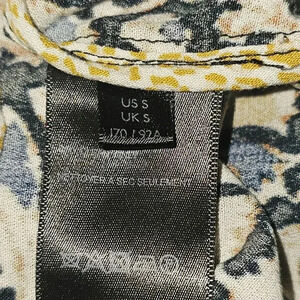 US S
UK S
170 / 92A
NETTOYER A SEC SEULEMENT